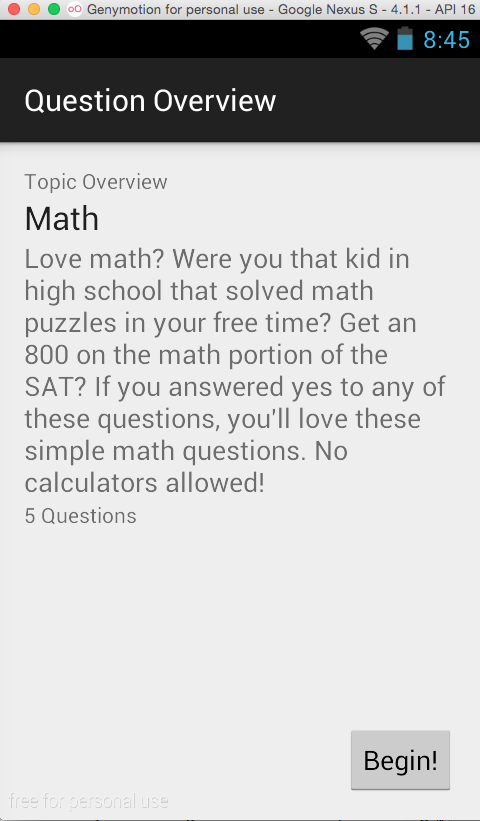 Genymotion for personal use - Google Nexus S - 4.1.1 - API 16
8:45
Question Overview
Topic Overview
Math
Love math? Were you that kid in
high school that solved math
puzzles in your free time? Get an
800 on the math portion of the
SAT? If you answered yes to any of
these questions, you'll love these
simple math questions. No
calculators allowed!
5 Questions
Begin!
free for personal use